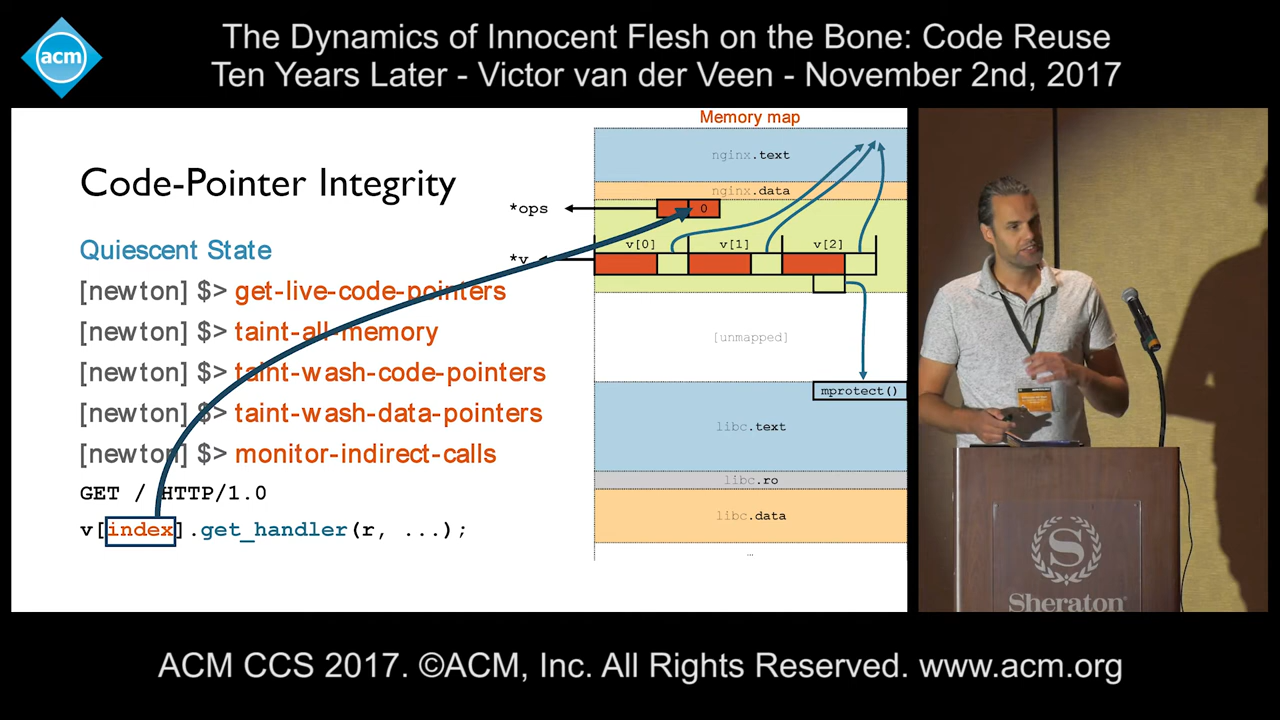 acm
The Dynamics of Innocent Flesh on the Bone: Code Reuse
Ten Years Later - Victor van der Veen - November 2nd, 2017
Code-Pointer Integrity
Quiescent State
[newton] $> get-live-code-pointers
[newton] $> taint-all-memory
[newton] $> taint-wash-code-pointers
[newton] $> taint-wash-data-pointers
[newton] $> monitor-indirect-calls
GET / HTTP/1.0
v[index].get_handler(r, ...);
Memory map
nginx.text
nginx.data
*ops
0
v[0] v[1] v[2]
*v
[unmapped]
mprotect()
libc.text
libc.ro
libc.data
…
S
Sheraton®
ACM CCS 2017. ©ACM, Inc. All Rights Reserved. www.acm.org